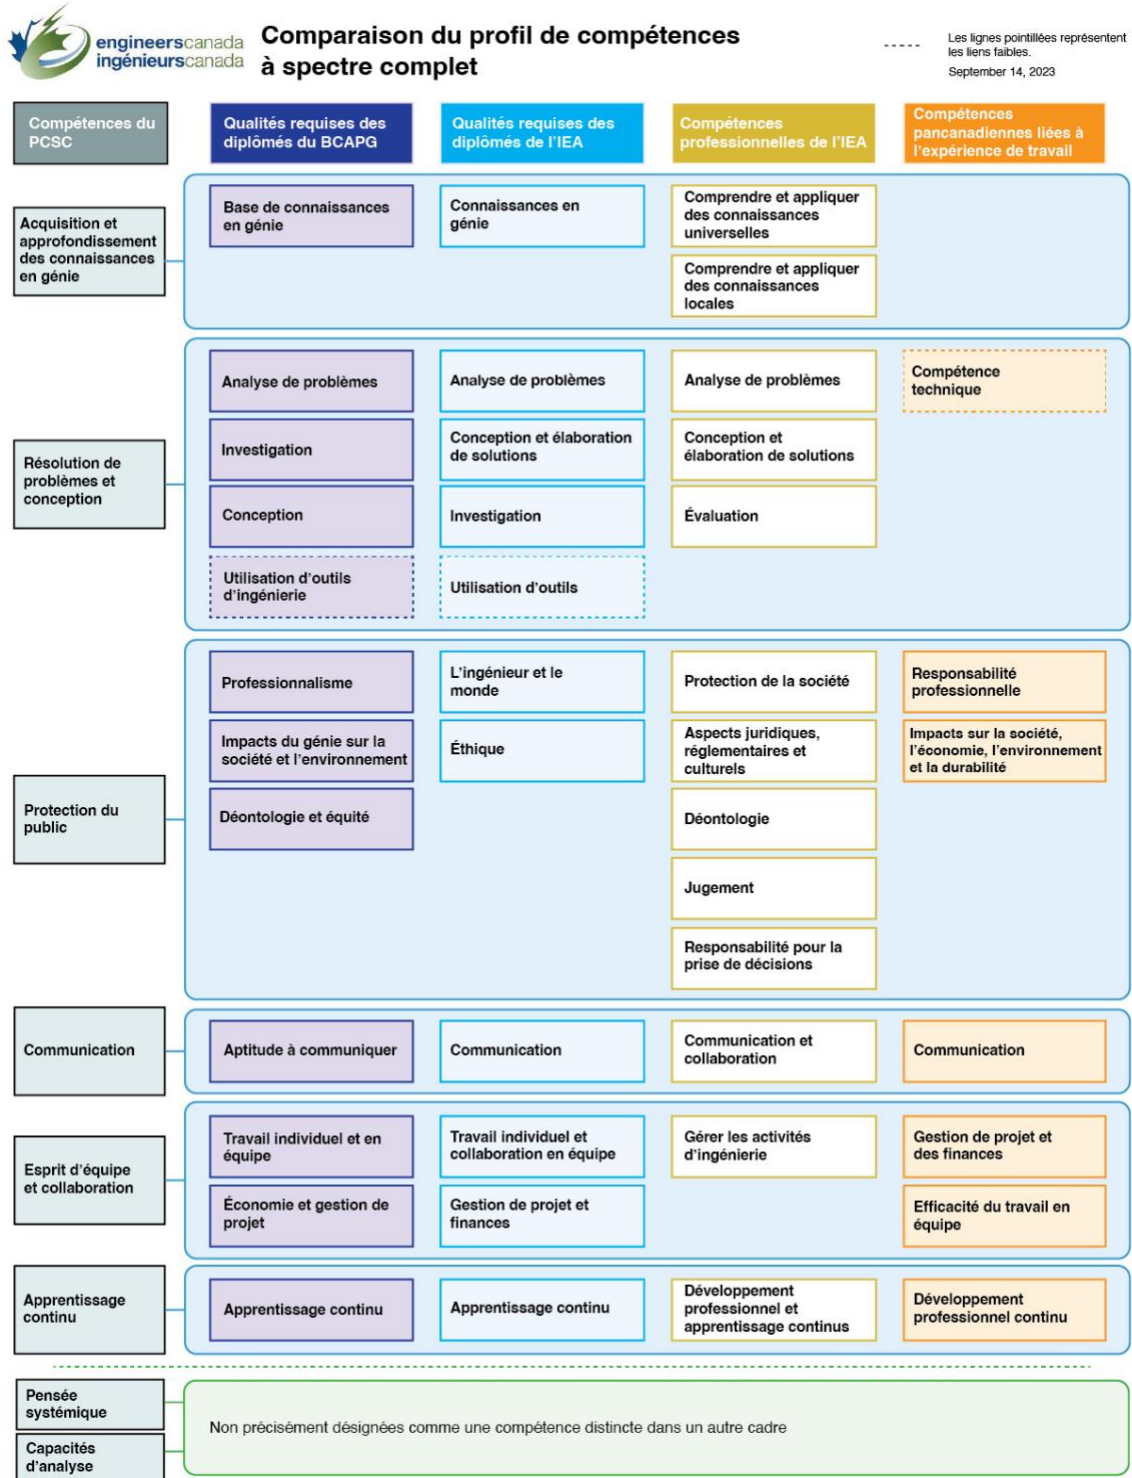 engineerscanada
ingénieurscanada
Comparaison du profil de compétences
à spectre complet
Les lignes pointillées représentent
les liens faibles.
September 14, 2023
Compétences du
PCSC
Qualités requises des
diplômés du BCAPG
Qualités requises des
diplômés de l'IEA
Compétences
professionnelles de l'IEA
Compétences
pancanadiennes liées à
l'expérience de travail
Acquisition et
approfondissement
des connaissances
en génie
Base de connaissances
en génie
Connaissances en
génie
Comprendre et appliquer
des connaissances
universelles
Comprendre et appliquer
des connaissances
locales
Résolution de
problèmes et
conception
Analyse de problèmes
Investigation
Conception
Utilisation d'outils
d'ingénierie
Analyse de problèmes
Conception et élaboration
de solutions
Investigation
Utilisation d'outils
Analyse de problèmes
Conception et
élaboration de solutions
Évaluation
Compétence
technique
Protection du
public
Professionnalisme
Impacts du génie sur la
société et l'environnement
Déontologie et équité
L'ingénieur et le
monde
Éthique
Protection de la société
Aspects juridiques,
réglementaires et
culturels
Déontologie
Jugement
Responsabilité pour la
prise de décisions
Responsabilité
professionnelle
Impacts sur la société,
l'économie, l'environnement
et la durabilité
Communication
Aptitude à communiquer
Communication
Communication et
collaboration
Communication
Esprit d'équipe
et collaboration
Travail individuel et en
équipe
Économie et gestion de
projet
Travail individuel et
collaboration en équipe
Gestion de projet et
finances
Gérer les activités
d'ingénierie
Gestion de projet et
des finances
Efficacité du travail en
équipe
Apprentissage
continu
Apprentissage continu
Apprentissage continu
Développement
professionnel et
apprentissage continus
Développement
professionnel continu
Pensée
systémique
Capacités
d'analyse
Non précisément désignées comme une compétence distincte dans un autre cadre